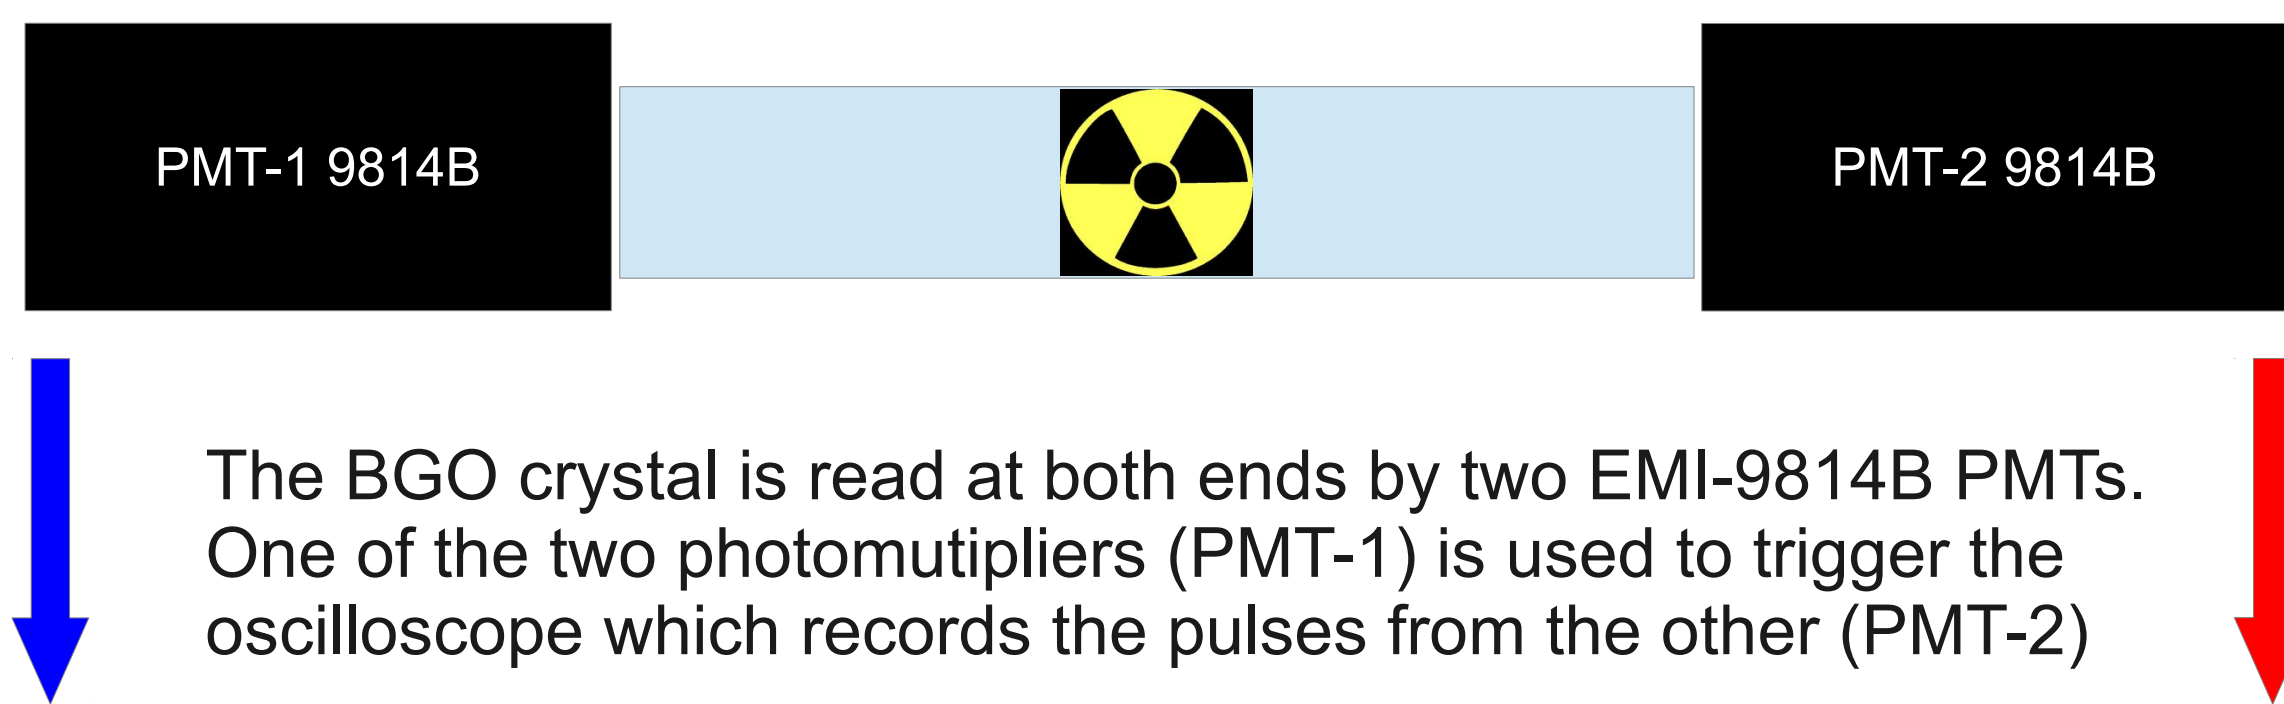 PMT-1 9814B
PMT-2 9814B
The BGO crystal is read at both ends by two EMI-9814B PMTs.
One of the two photomutipliers (PMT-1) is used to trigger the
oscilloscope which records the pulses from the other (PMT-2)